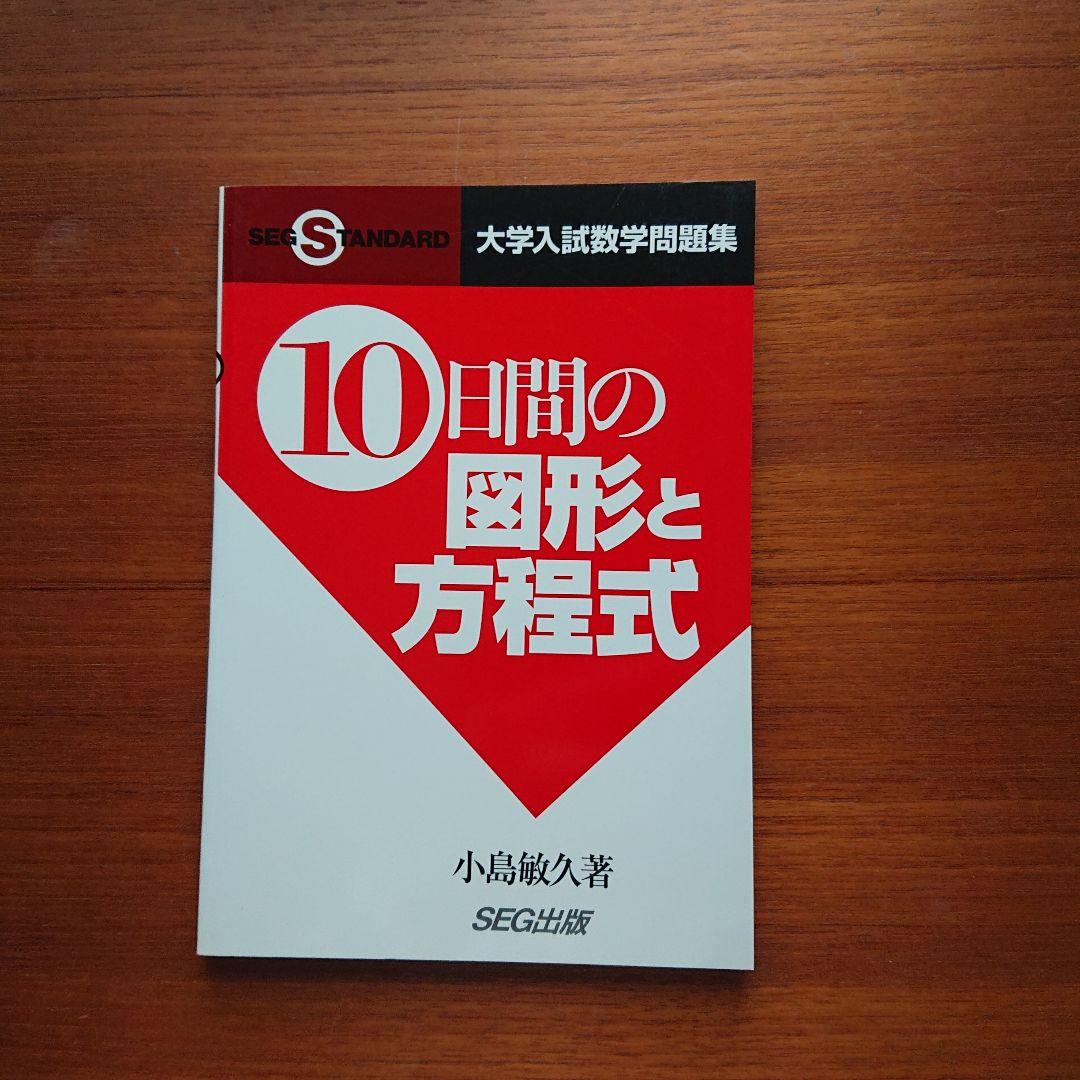 SEG STANDARD
大学入試数学問題集
10日間の
図形と
方程式
小島敏久著
SEG出版